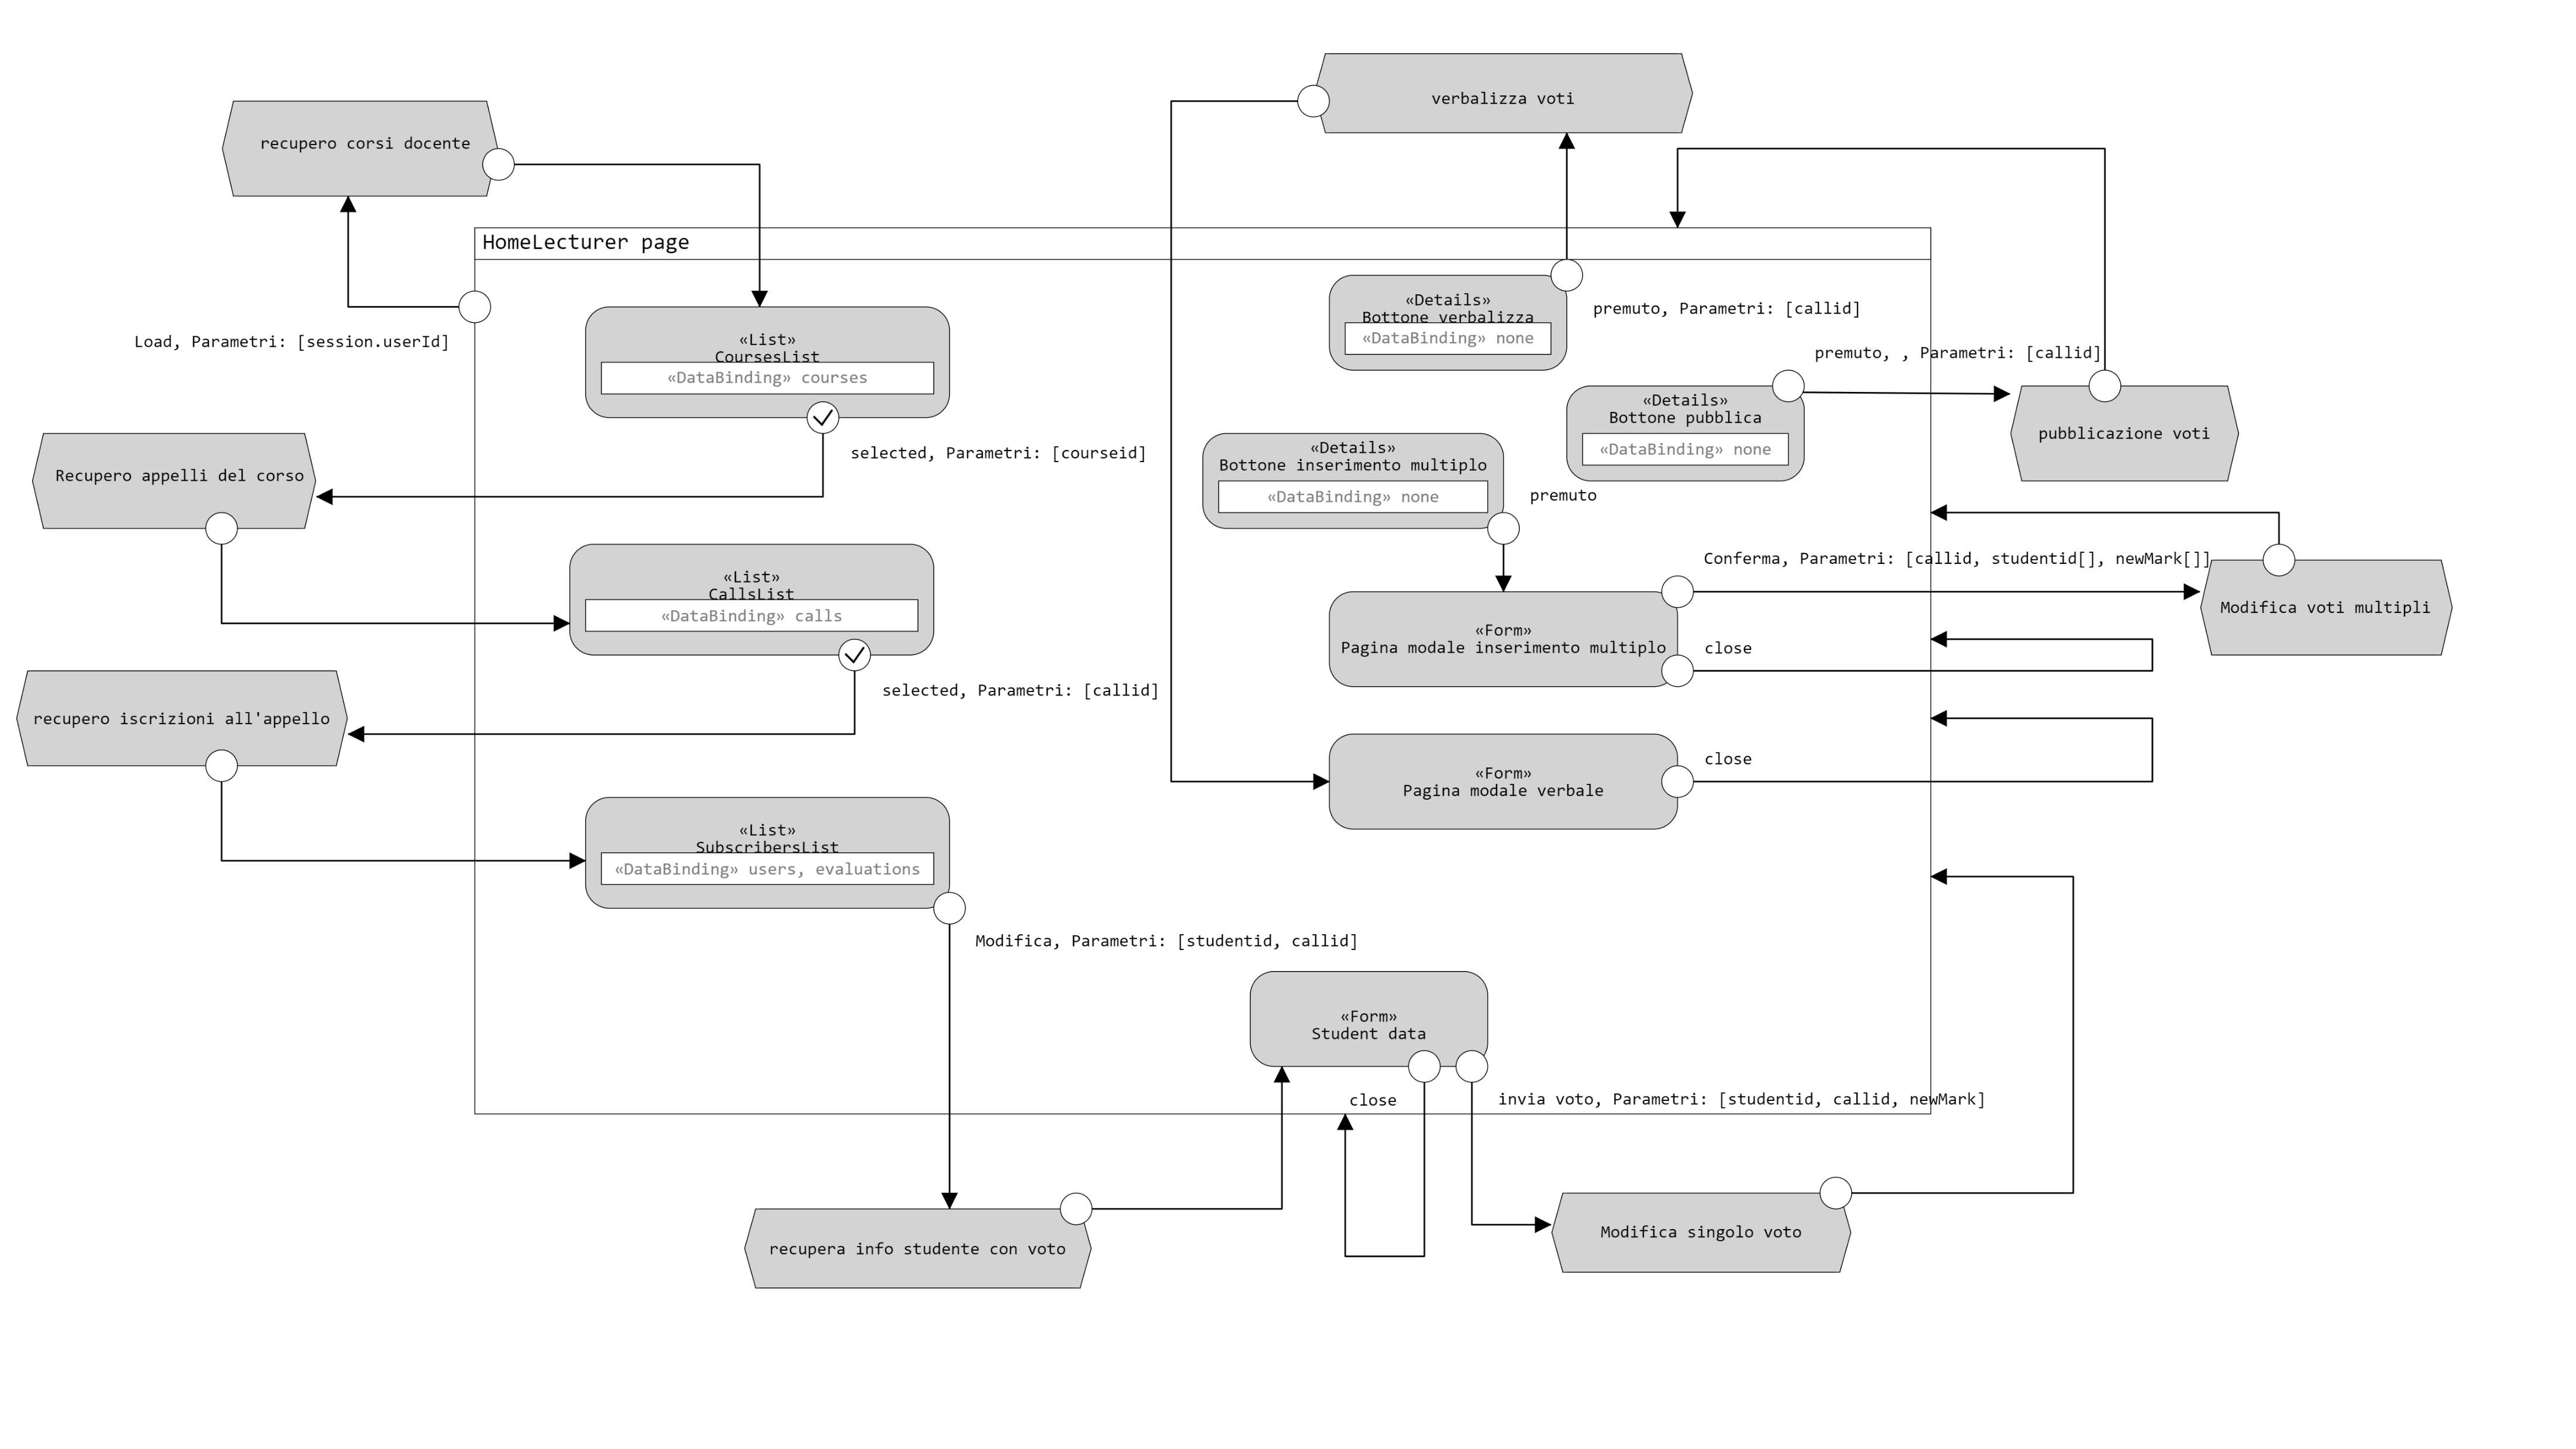 verbalizza voti
recupero corsi docente
HomeLecturer page
Load, Parametri: [session.userId]
«List»
CoursesList
«DataBinding» courses
selected, Parametri: [courseid]
Recupero appelli del corso
«List»
CallsList
«DataBinding» calls
selected, Parametri: [callid]
recupero iscrizioni all'appello
«List»
SubscribersList
«DataBinding» users, evaluations
Modifica, Parametri: [studentid, callid]
recupera info studente con voto
«Details»
Bottone verbalizza
«DataBinding» none
premuto, Parametri: [callid]
premuto, , Parametri: [callid]
«Details»
Bottone pubblica
«DataBinding» none
pubblicazione voti
«Details»
Bottone inserimento multiplo
«DataBinding» none
premuto
Conferma, Parametri: [callid, studentid[], newMark[]]
Modifica voti multipli
«Form»
Pagina modale inserimento multiplo
close
«Form»
Pagina modale verbale
close
«Form»
Student data
close
invia voto, Parametri: [studentid, callid, newMark]
Modifica singolo voto